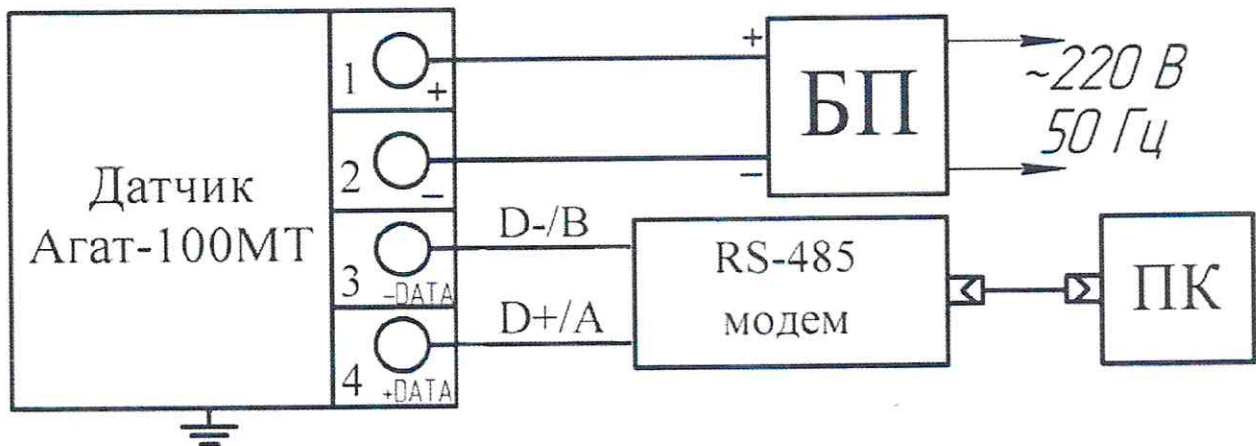 Датчик
Агат-100МТ
1
+
2
–
3
-DATA
4
+DATA
+
–
БП
~220 В
50 Гц
D-/B
D+/A
RS-485
модем
ПК